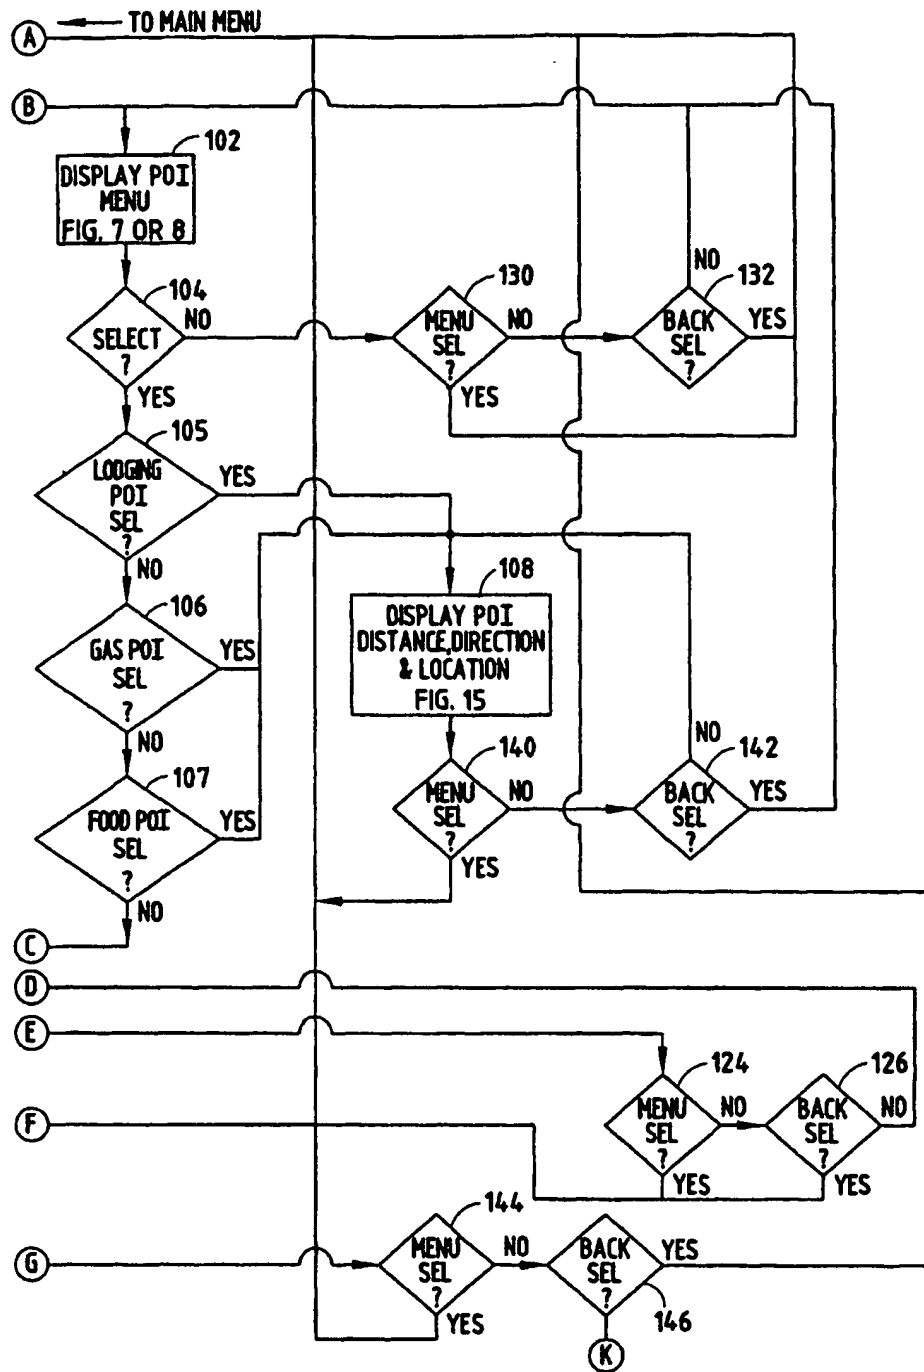 A
TO MAIN MENU
B
102
DISPLAY POI
MENU
FIG. 7 OR 8
104
SELECT
?
NO
YES
130
MENU
SEL
?
NO
YES
132
BACK
SEL
?
NO
YES
105
LODGING
POI
SEL
?
YES
NO
106
GAS POI
SEL
?
YES
NO
107
FOOD POI
SEL
?
YES
NO
108
DISPLAY POI
DISTANCE,DIRECTION
& LOCATION
FIG. 15
140
MENU
SEL
?
NO
YES
142
BACK
SEL
?
NO
YES
C
D
E
124
MENU
SEL
?
NO
YES
126
BACK
SEL
?
NO
YES
F
144
G
MENU
SEL
?
NO
YES
BACK
SEL
?
YES
146
K